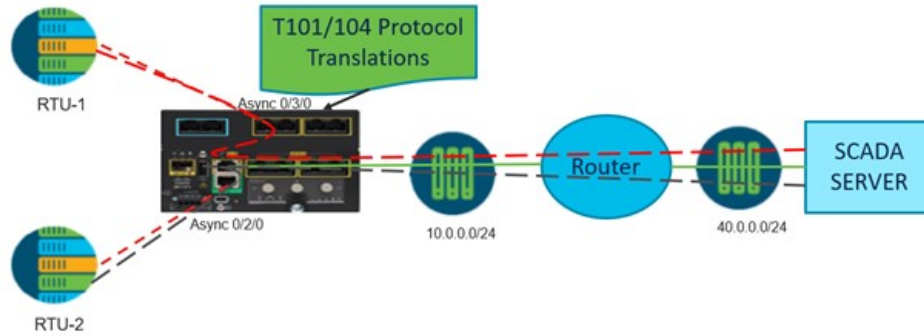 T101/104 Protocol
Translations
RTU-1
Async 0/3/0
Router
SCADA
SERVER
Async 0/2/0
10.0.0.0/24
40.0.0.0/24
RTU-2